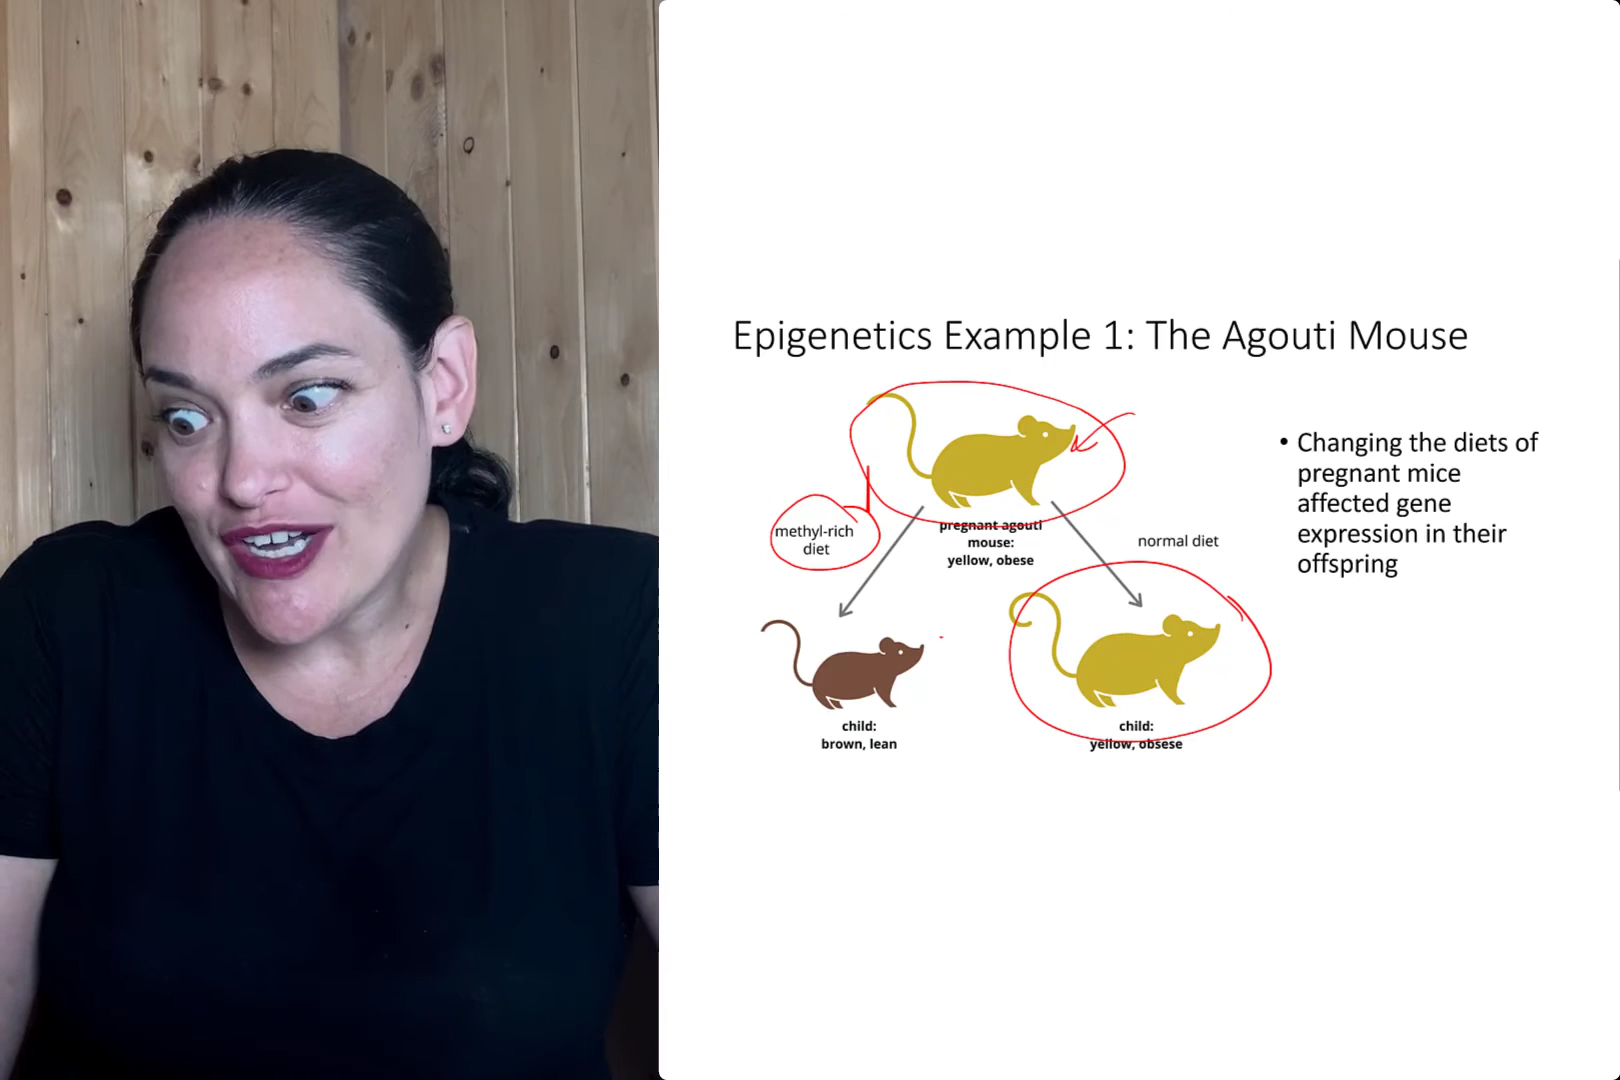 Epigenetics Example 1: The Agouti Mouse
methyl-rich
diet
pregnant agouti
mouse:
yellow, obese
normal diet
child:
brown, lean
child:
yellow, obsese
• Changing the diets of
pregnant mice
affected gene
expression in their
offspring